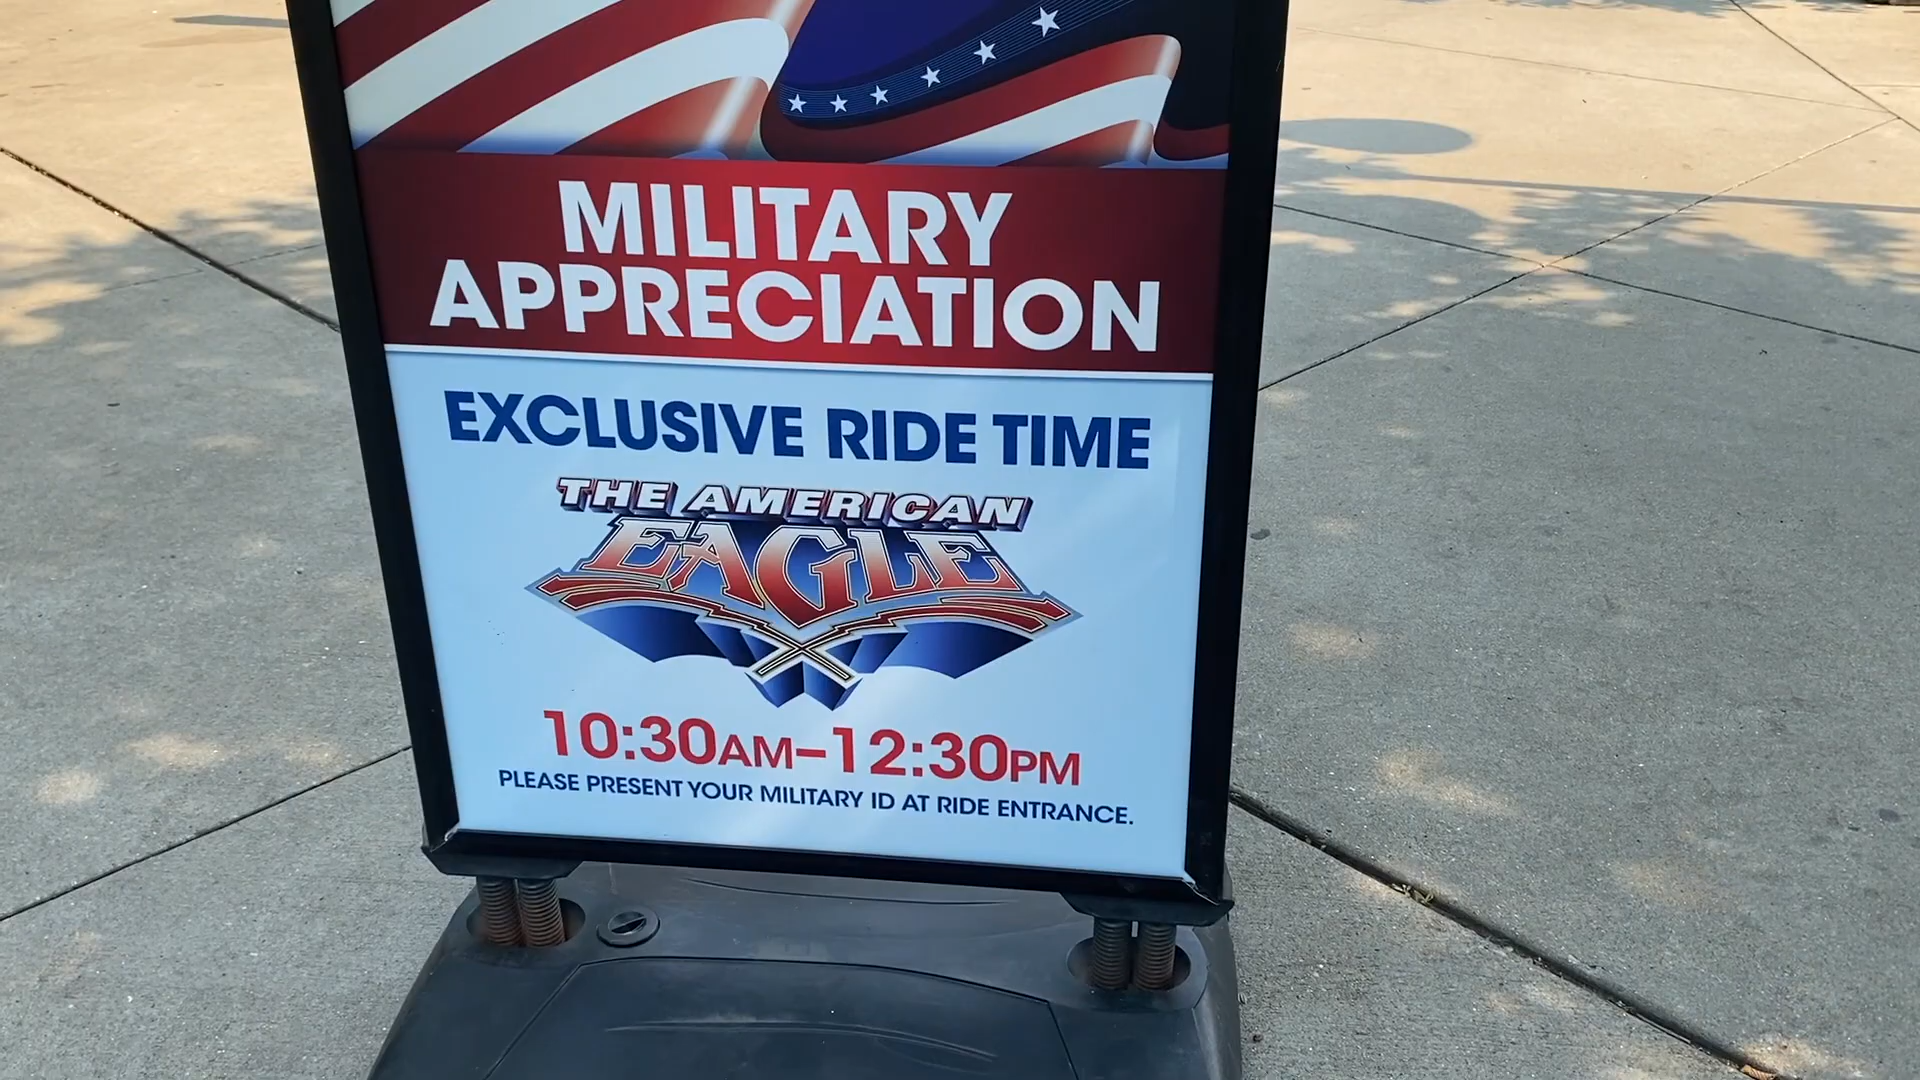 MILITARY
APPRECIATION
EXCLUSIVE RIDE TIME
THE AMERICAN
EAGLE
10:30AM–12:30PM
PLEASE PRESENT YOUR MILITARY ID AT RIDE ENTRANCE.